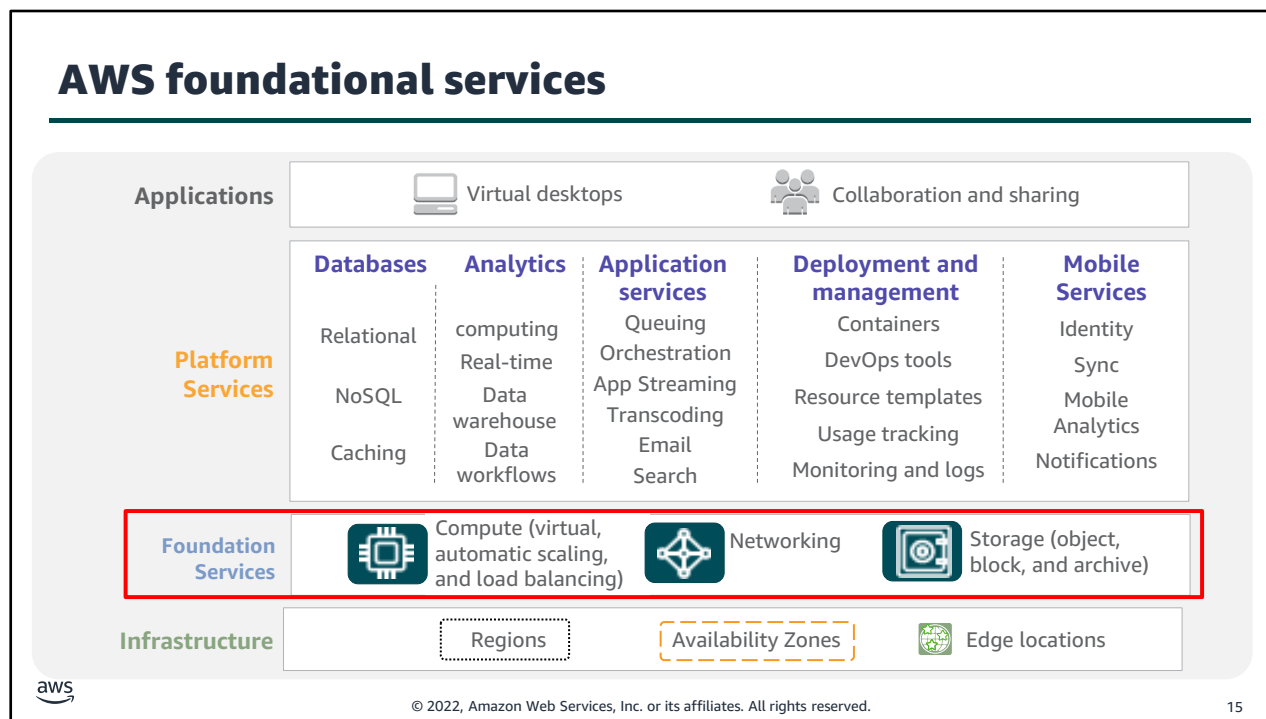 AWS foundational services
Applications
Virtual desktops
Collaboration and sharing
Platform
Services
Databases
Relational
NoSQL
Caching
Analytics
computing
Real-time
Data
warehouse
Data
workflows
Application
services
Queuing
Orchestration
App Streaming
Transcoding
Email
Search
Deployment and
management
Containers
DevOps tools
Resource templates
Usage tracking
Monitoring and logs
Mobile
Services
Identity
Sync
Mobile
Analytics
Notifications
Foundation
Services
Compute (virtual,
automatic scaling,
and load balancing)
Networking
Storage (object,
block, and archive)
Infrastructure
Regions
Availability Zones
Edge locations
aws
© 2022, Amazon Web Services, Inc. or its affiliates. All rights reserved.
15